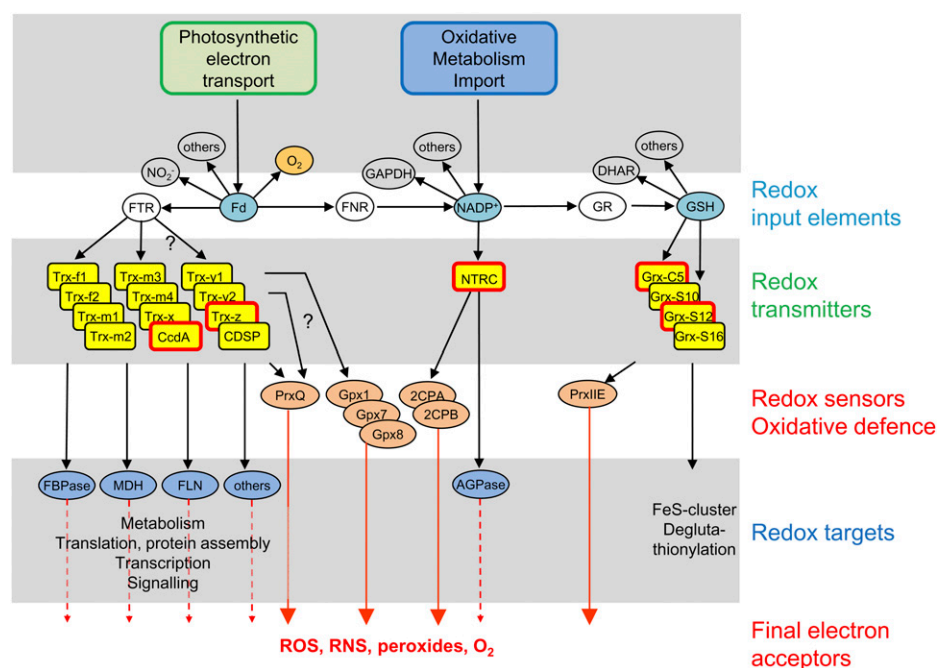 Photosynthetic
electron
transport
Oxidative
Metabolism
Import
others
NO2-
O2
GAPDH
others
DHAR
others
FTR
Fd
FNR
NADP+
GR
GSH
Redox
input elements
?
Trx-f1
Trx-f2
Trx-m1
Trx-m2
Trx-m3
Trx-m4
Trx-x
CcdA
Trx-y1
Trx-y2
Trx-z
CDSP
?
NTRC
Grx-C5
Grx-S10
Grx-S12
Grx-S16
Redox
transmitters
PrxQ
Gpx1
Gpx7
Gpx8
2CPA
2CPB
PrxIIE
Redox sensors
Oxidative defence
FBPase
MDH
FLN
others
AGPase
Metabolism
Translation, protein assembly
Transcription
Signalling
FeS-cluster
Degluta-
thionylation
Redox targets
ROS, RNS, peroxides, O2
Final electron
acceptors